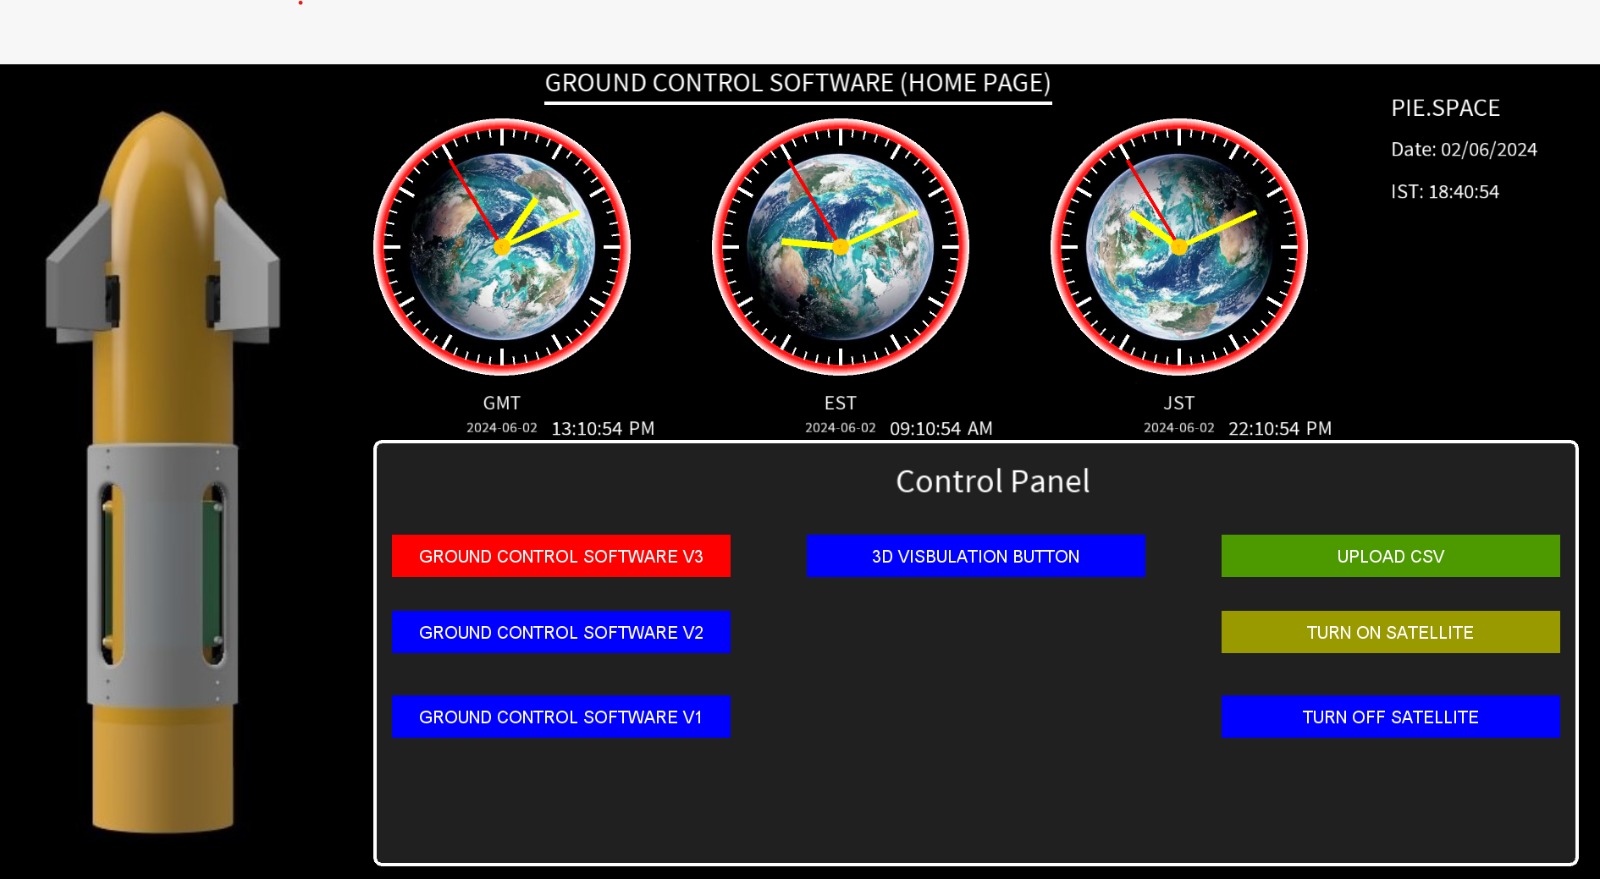 GROUND CONTROL SOFTWARE (HOME PAGE)
PIE.SPACE
Date: 02/06/2024
IST: 18:40:54
GMT
2024-06-02 13:10:54 PM
EST
2024-06-02 09:10:54 AM
JST
2024-06-02 22:10:54 PM
Control Panel
GROUND CONTROL SOFTWARE V3
3D VISBULATION BUTTON
UPLOAD CSV
GROUND CONTROL SOFTWARE V2
TURN ON SATELLITE
GROUND CONTROL SOFTWARE V1
TURN OFF SATELLITE